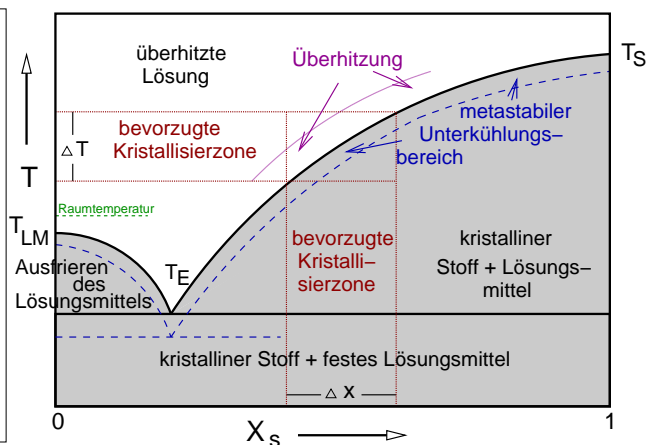 überhitzte
Lösung
Überhitzung
T_S
metastabiler
Unterkühlungs–
bereich
bevorzugte
Kristallisierzone
△ T
T
Raumtemperatur
T_LM
T_E
Ausfrieren
des
Lösungsmittels
bevorzugte
Kristalli–
sierzone
kristalliner
Stoff + Lösungs–
mittel
kristalliner Stoff + festes Lösungsmittel
△ x
0
X_s
1